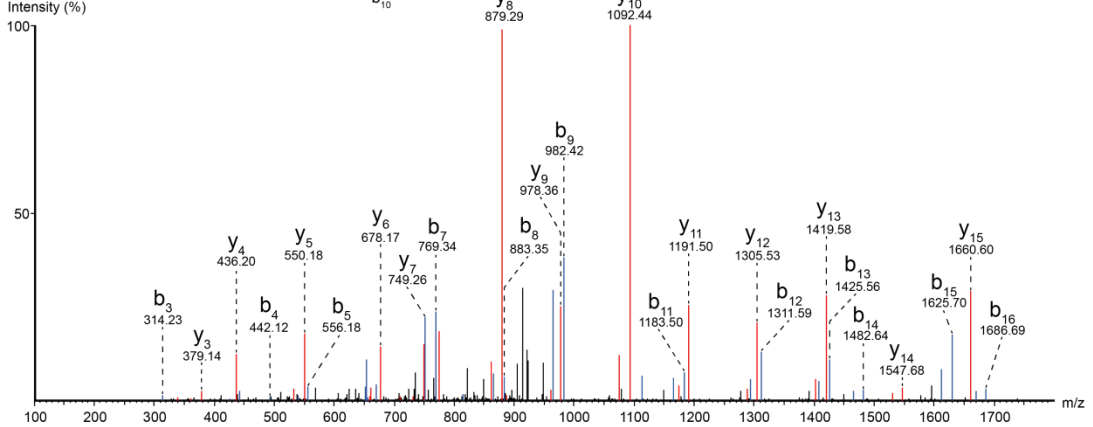 b10 y8 y10
Intensity (%) 879.29 1092.44
100
b9
982.42
y9
978.36
50
y13
1419.58
y6
678.17
b7
769.34
b8
883.35
y11
1191.50
y12
1305.53
y15
1660.60
y4
436.20
y5
550.18
y7
749.26
b13
1425.56
b15
1625.70
b3
314.23
b4
442.12
b5
556.18
b11
1183.50
b12
1311.59
b14
1482.64
b16
1686.69
y3
379.14
y14
1547.68
100 200 300 400 500 600 700 800 900 1000 1100 1200 1300 1400 1500 1600 1700 m/z